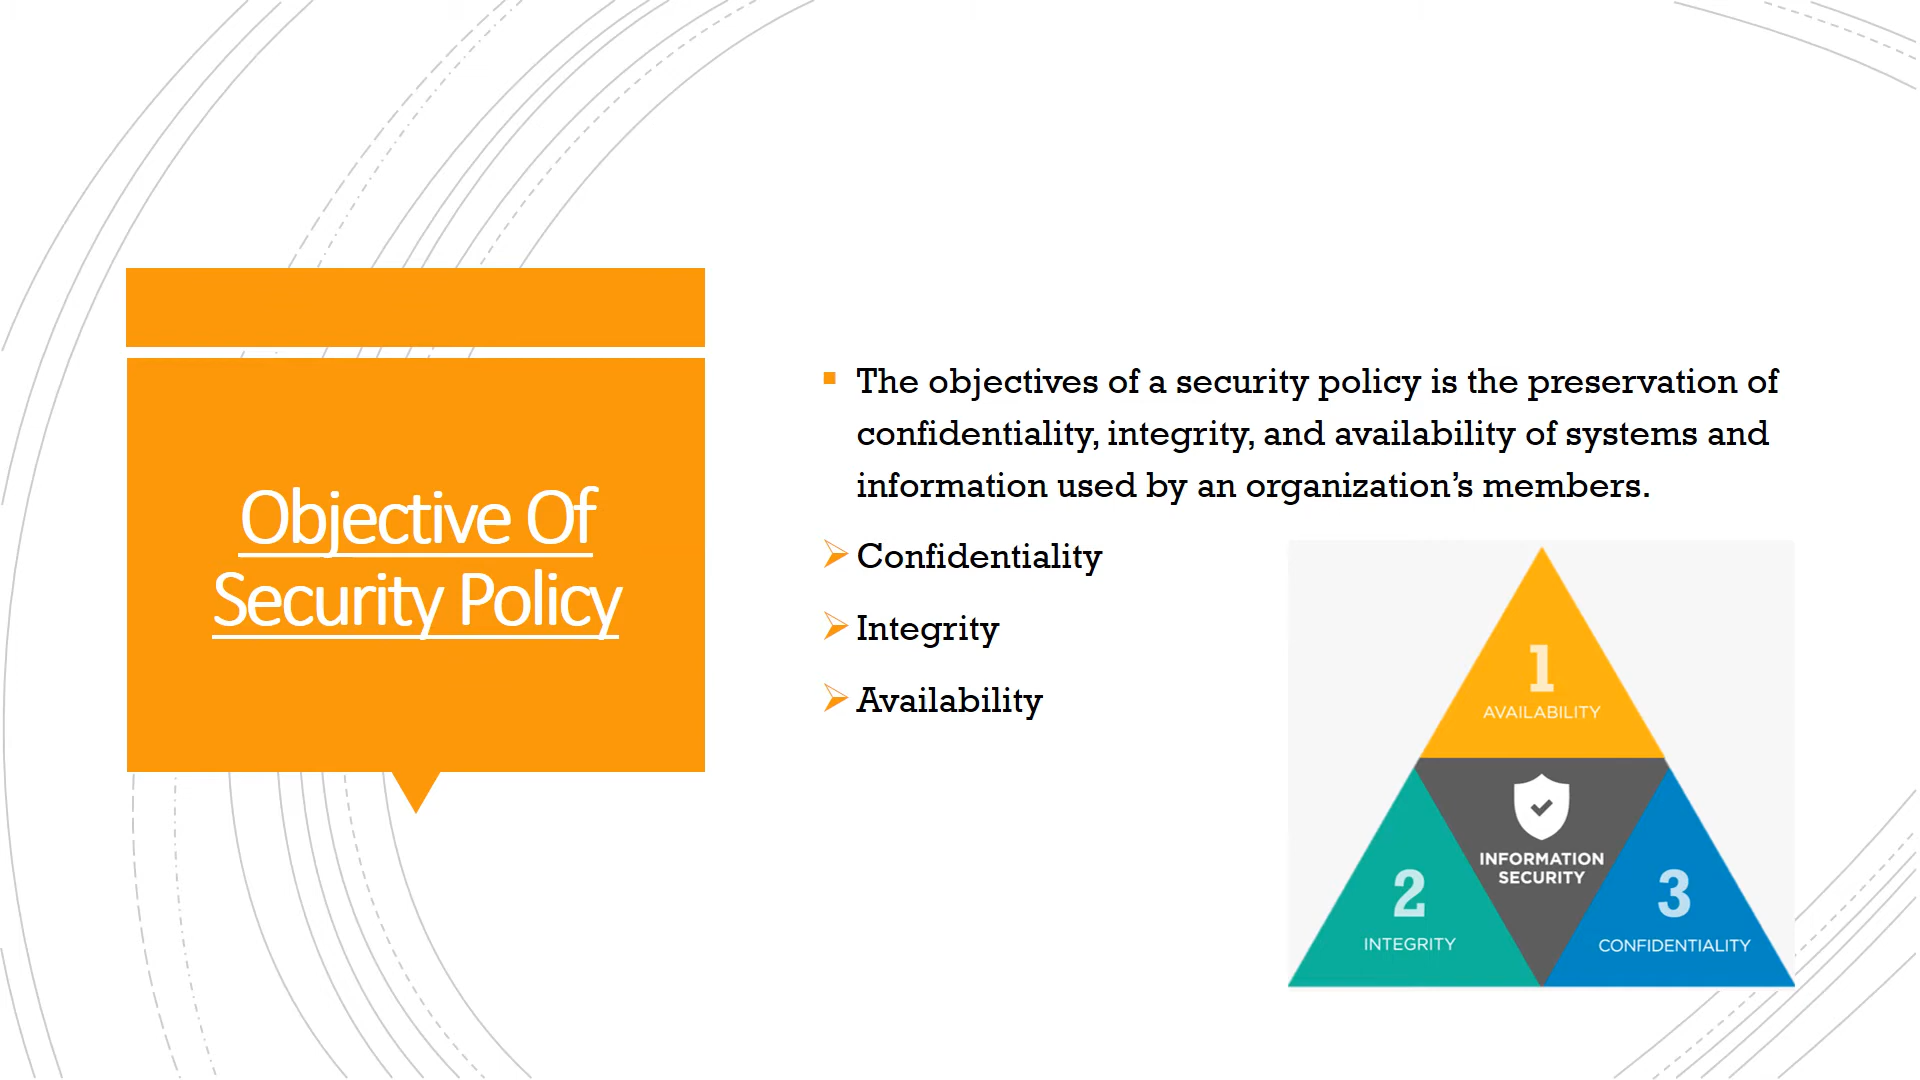 Objective Of
Security Policy
The objectives of a security policy is the preservation of
confidentiality, integrity, and availability of systems and
information used by an organization’s members.
Confidentiality
Integrity
Availability
1
AVAILABILITY
INFORMATION
SECURITY
2
INTEGRITY
3
CONFIDENTIALITY